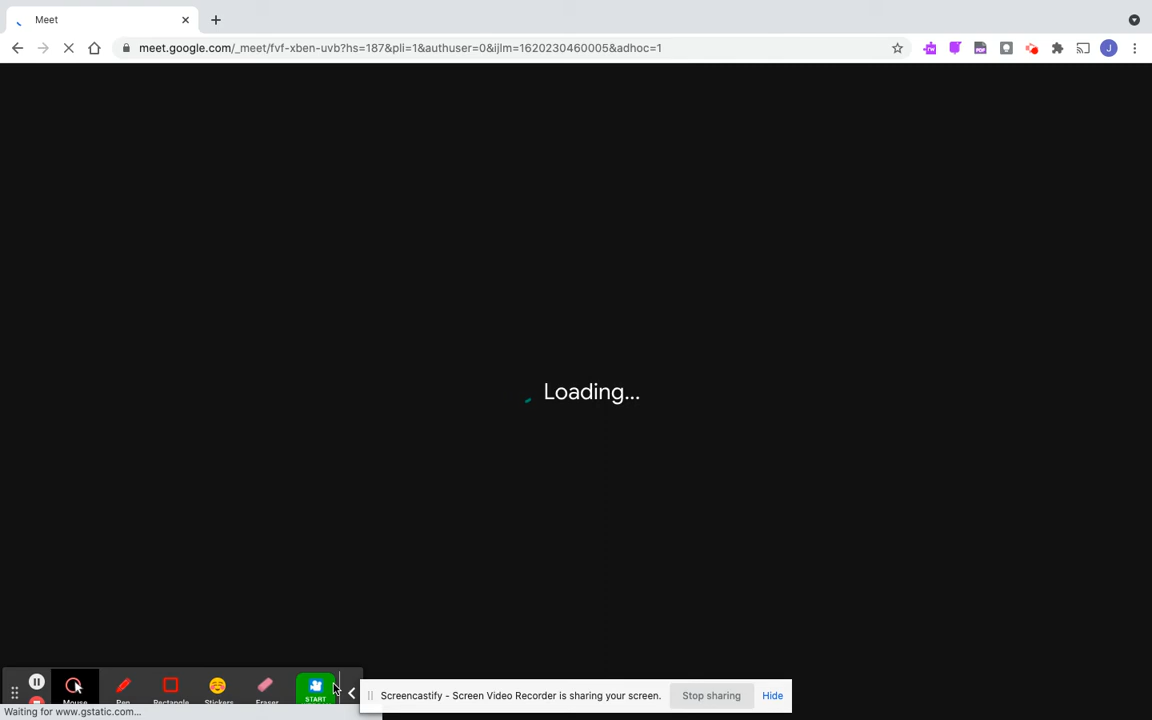 Meet
meet.google.com/_meet/fvf-xben-uvb?hs=187&pli=1&authuser=0&ijlm=1620230460005&adhoc=1
J
Loading...
Mouse
Pen
Rectangle
Stickers
Eraser
START
Screencastify - Screen Video Recorder is sharing your screen.
Stop sharing
Hide
Waiting for www.gstatic.com...